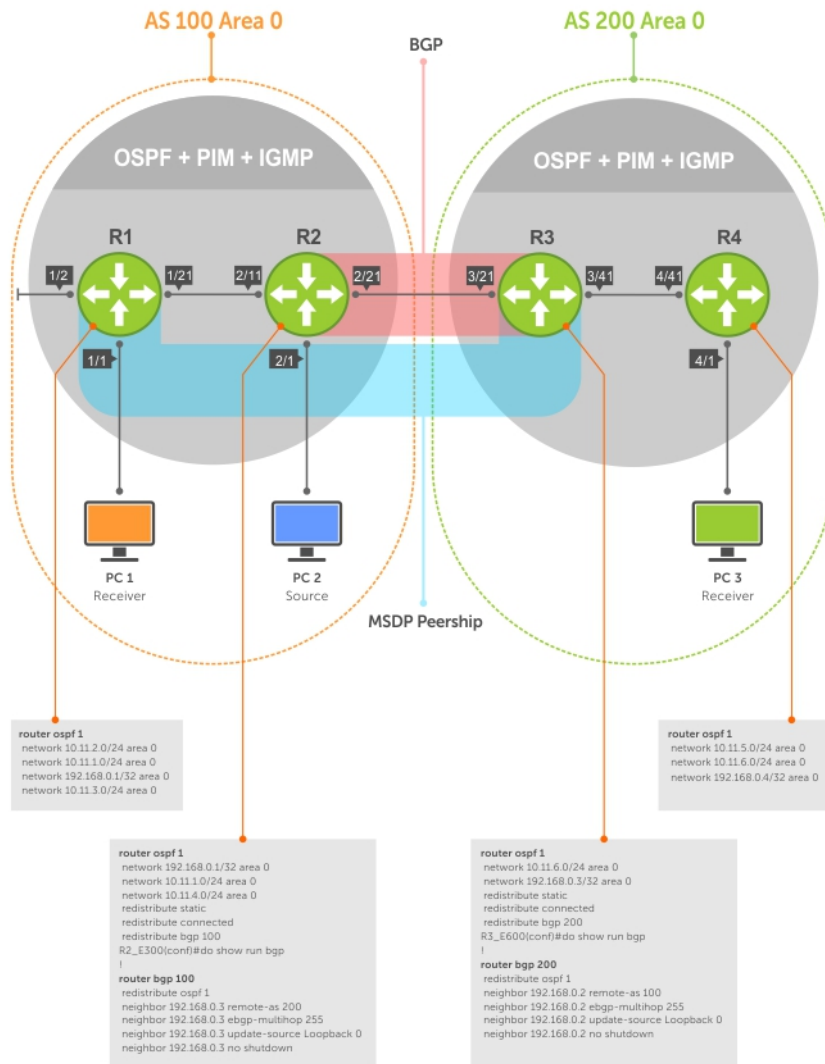 AS 100 Area 0
AS 200 Area 0
BGP
OSPF + PIM + IGMP
OSPF + PIM + IGMP
R1
R2
R3
R4
1/2
1/21
2/11
2/21
3/21
3/41
4/41
1/1
2/1
4/1
PC 1
Receiver
PC 2
Source
PC 3
Receiver
MSDP Peership
router ospf 1
network 10.11.2.0/24 area 0
network 10.11.1.0/24 area 0
network 192.168.0.1/32 area 0
network 10.11.3.0/24 area 0
router ospf 1
network 10.11.5.0/24 area 0
network 10.11.6.0/24 area 0
network 192.168.0.4/32 area 0
router ospf 1
network 192.168.0.1/32 area 0
network 10.11.1.0/24 area 0
network 10.11.4.0/24 area 0
redistribute static
redistribute connected
redistribute bgp 100
R2_E300(conf)#do show run bgp
!
router bgp 100
redistribute ospf 1
neighbor 192.168.0.3 remote-as 200
neighbor 192.168.0.3 ebgp-multihop 255
neighbor 192.168.0.3 update-source Loopback 0
neighbor 192.168.0.3 no shutdown
router ospf 1
network 10.11.6.0/24 area 0
network 192.168.0.3/32 area 0
redistribute static
redistribute connected
redistribute bgp 200
R3_E600(conf)#do show run bgp
!
router bgp 200
redistribute ospf 1
neighbor 192.168.0.2 remote-as 100
neighbor 192.168.0.2 ebgp-multihop 255
neighbor 192.168.0.2 update-source Loopback 0
neighbor 192.168.0.2 no shutdown